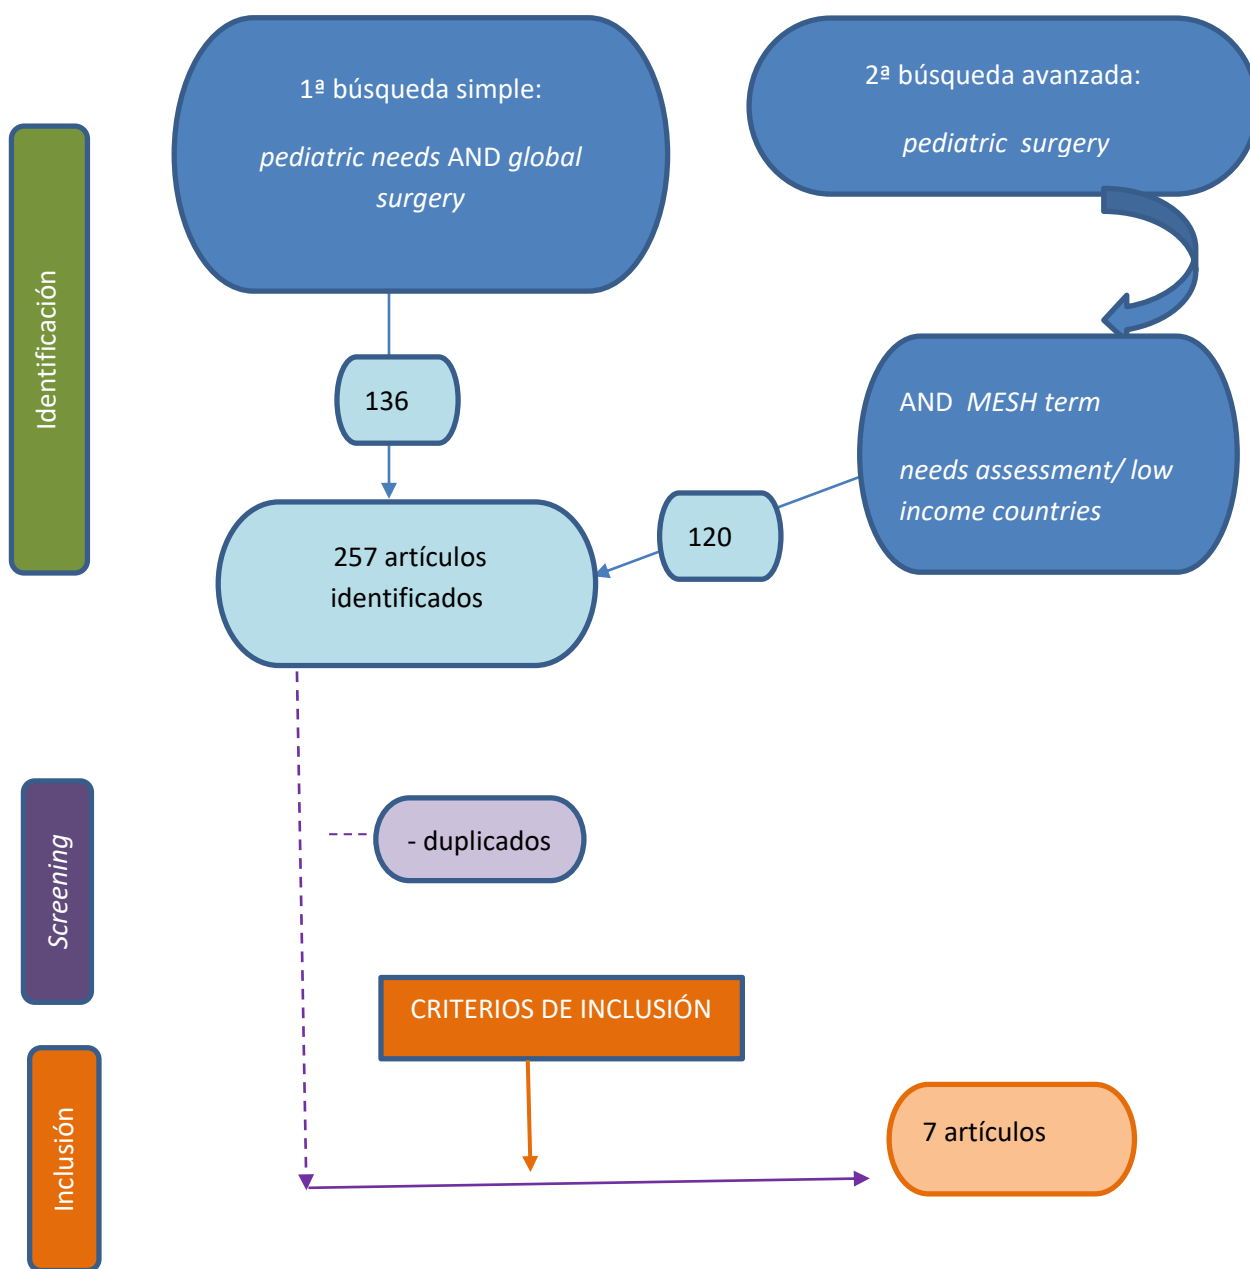 Identificación
1ª búsqueda simple:
pediatric needs AND global
surgery
2ª búsqueda avanzada:
pediatric surgery
136
AND MESH term
needs assessment/ low
income countries
120
257 artículos
identificados
Screening
- duplicados
CRITERIOS DE INCLUSIÓN
Inclusión
7 artículos